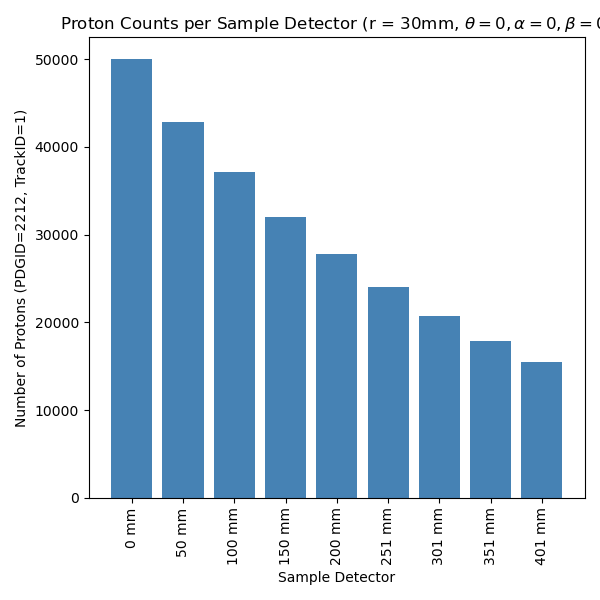 Proton Counts per Sample Detector (r = 30mm, θ = 0, α = 0, β = 0
50000
40000
30000
20000
10000
0
Number of Protons (PDGID=2212, TrackID=1)
0 mm
50 mm
100 mm
150 mm
200 mm
251 mm
301 mm
351 mm
401 mm
Sample Detector